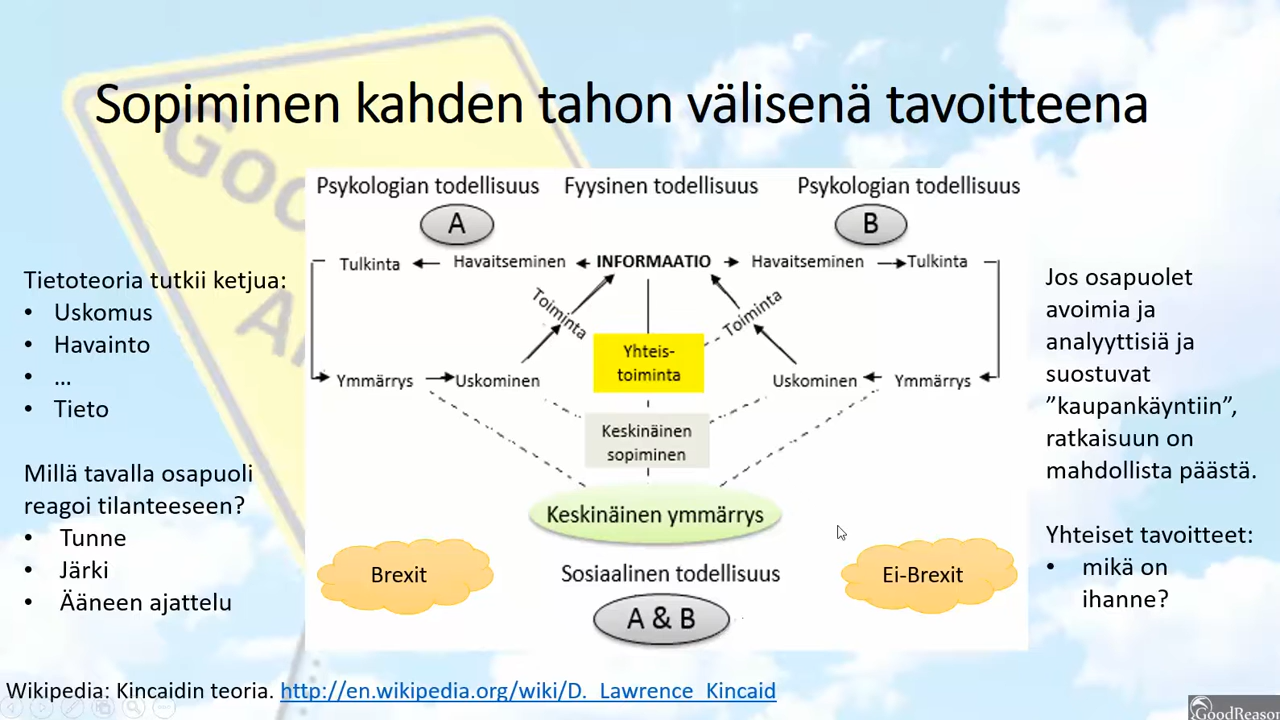 Sopiminen kahden tahon välisenä tavoitteena
Psykologian todellisuus
Fyysinen todellisuus
Psykologian todellisuus
A
B
Tulkinta
Havaitseminen
INFORMAATIO
Havaitseminen
Tulkinta
Toiminta
Toiminta
Yhteis-
toiminta
Ymmärrys
Uskominen
Uskominen
Ymmärrys
Keskinäinen
sopiminen
Keskinäinen ymmärrys
Brexit
Sosiaalinen todellisuus
Ei-Brexit
A & B
Tietoteoria tutkii ketjua:
• Uskomus
• Havainto
• ...
• Tieto
Millä tavalla osapuoli
reagoi tilanteeseen?
• Tunne
• Järki
• Ääneen ajattelu
Jos osapuolet
avoimia ja
analyyttisiä ja
suostuvat
”kaupankäyntiin”,
ratkaisuun on
mahdollista päästä.
Yhteiset tavoitteet:
• mikä on
ihanne?
Wikipedia: Kincaidin teoria. http://en.wikipedia.org/wiki/D._Lawrence_Kincaid
GoodReason